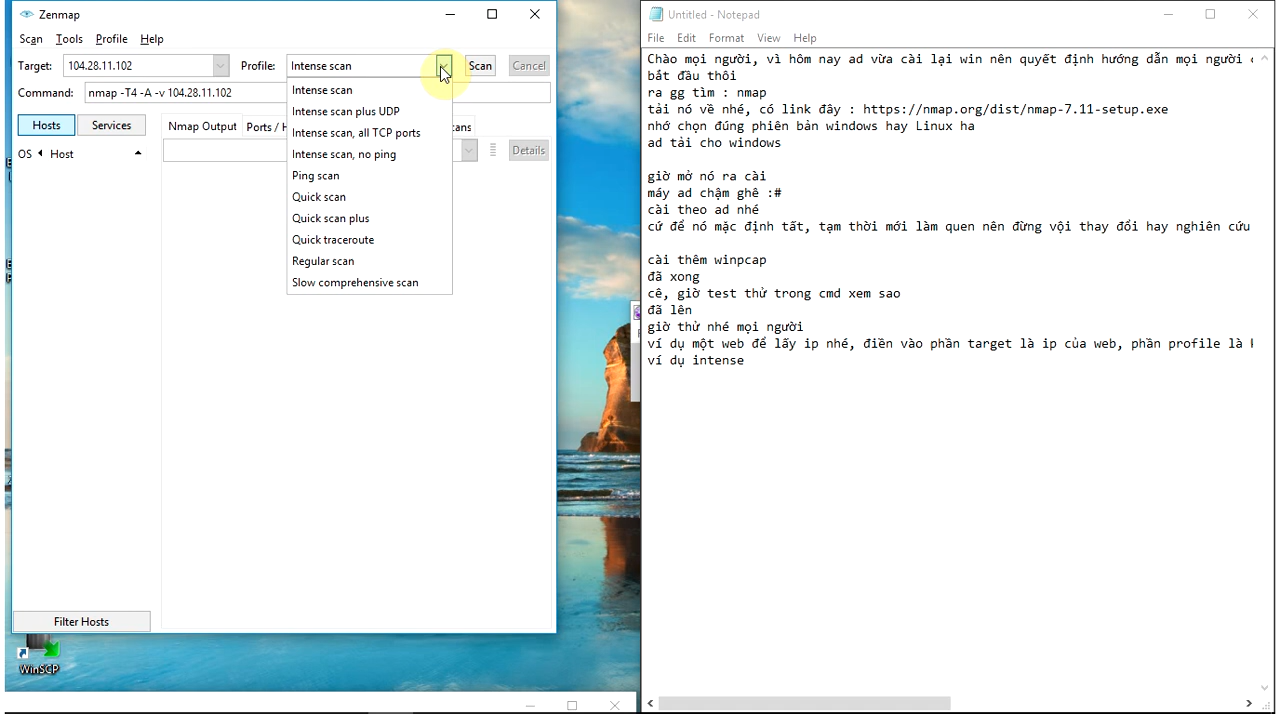 Zenmap
Scan Tools Profile Help
Target: 104.28.11.102 Profile: Intense scan Scan Cancel
Command: nmap -T4 -A -v 104.28.11.102
Hosts Services Nmap Output Ports /
OS Host Details
Intense scan
Intense scan plus UDP
Intense scan, all TCP ports
Intense scan, no ping
Ping scan
Quick scan
Quick scan plus
Quick traceroute
Regular scan
Slow comprehensive scan
Filter Hosts
WinSCP
Untitled - Notepad
File Edit Format View Help
Chào mọi người, vì hôm nay ad vừa cài lại win nên quyết định hướng dẫn mọi người
bắt đầu thôi
ra gg tìm : nmap
tải nó về nhé, có link đây : https://nmap.org/dist/nmap-7.11-setup.exe
nhớ chọn đúng phiên bản windows hay Linux ha
ad tải cho windows
giờ mở nó ra cài
máy ad chậm ghê :#
cài theo ad nhé
cứ để nó mặc định tất, tạm thời mới làm quen nên đừng vội thay đổi hay nghiên cứu
cài thêm winpcap
đã xong
cê, giờ test thử trong cmd xem sao
đã lên
giờ thử nhé mọi người
ví dụ một web để lấy ip nhé, điền vào phần target là ip của web, phần profile là
ví dụ intense